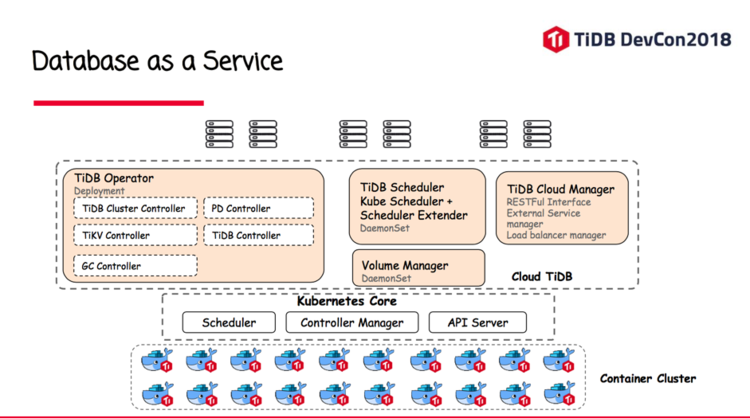 TiDB DevCon2018
Database as a Service
TiDB Operator
Deployment
TiDB Cluster Controller
PD Controller
TiKV Controller
TiDB Controller
GC Controller
TiDB Scheduler
Kube Scheduler +
Scheduler Extender
DaemonSet
Volume Manager
DaemonSet
TiDB Cloud Manager
RESTFul Interface
External Service
manager
Load balancer manager
Cloud TiDB
Kubernetes Core
Scheduler
Controller Manager
API Server
Container Cluster